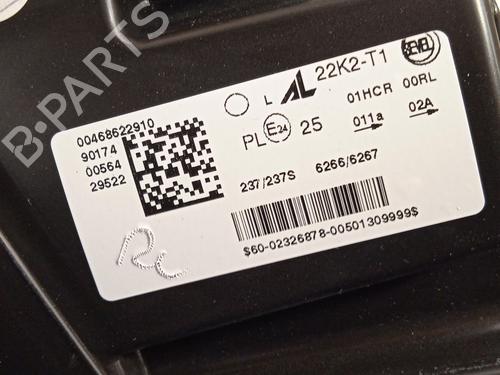 B-PARTS
00468622910
90174
00564
29522
L AL 22K2-T1 SEVEL
01HCR 00RL
PL E24 25 011a 02A
237/237S 6266/6267
$60-02326878-00501309999$